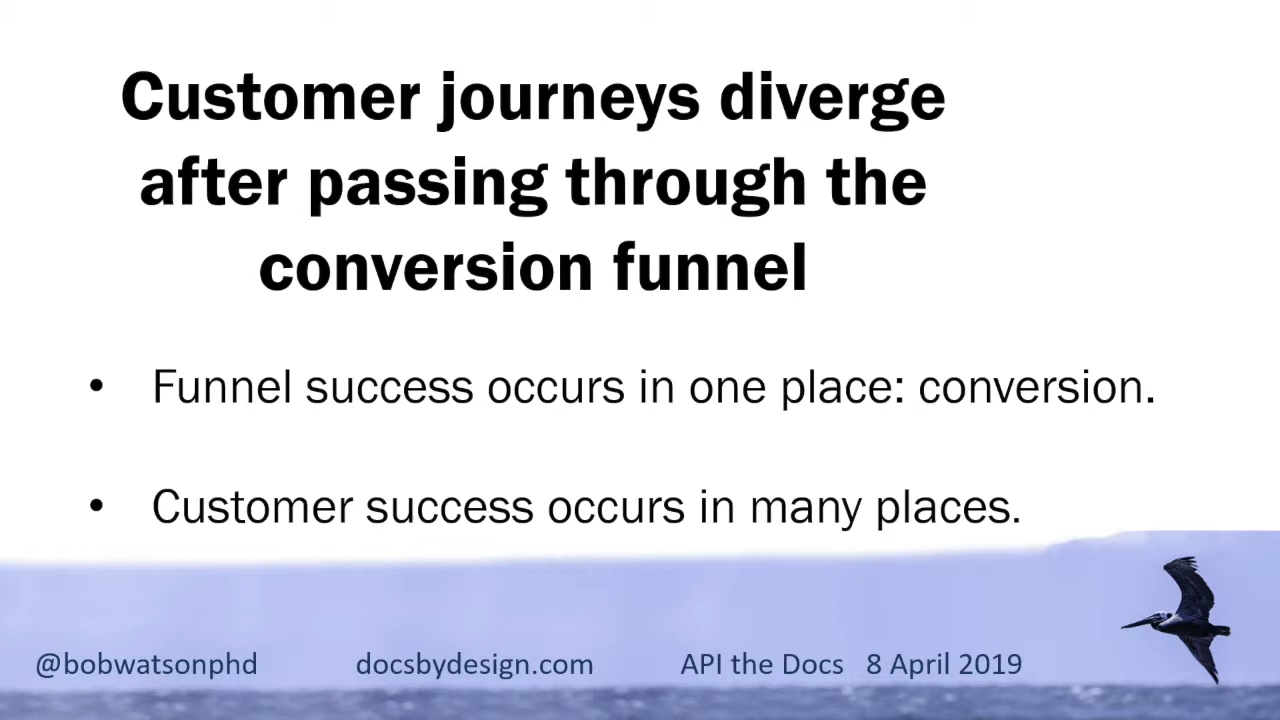 Customer journeys diverge
after passing through the
conversion funnel
• Funnel success occurs in one place: conversion.
• Customer success occurs in many places.
@bobwatsonphd docsbydesign.com API the Docs 8 April 2019